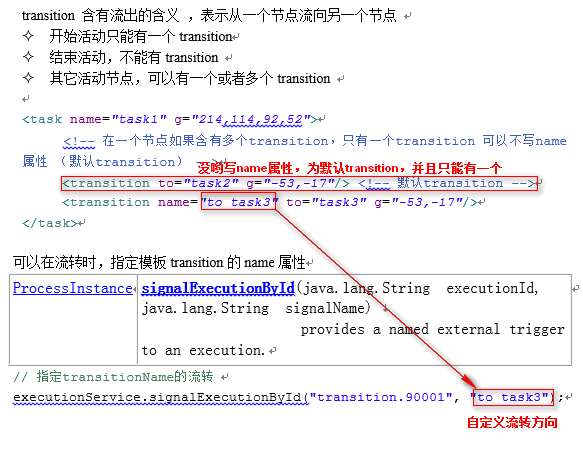 transition 含有流出的含义 ，表示从一个节点流向另一个节点
✧ 开始活动只能有一个 transition
✧ 结束活动，不能有 transition
✧ 其它活动节点，可以有一个或者多个 transition
<task name="task1" g="214,114,92,52">
<!-- 在一个节点如果含有多个transition，只有一个transition 可以不写name
属性 （默认transition） -->
没的写name属性，为默认transition，并且只能有一个
<transition to="task2" g="-53,-17"/> <!-- 默认transition -->
<transition name="to task3" to="task3" g="-53,-17"/>
</task>
可以在流转时，指定模板 transition 的 name 属性
ProcessInstance signalExecutionById(java.lang.String executionId,
java.lang.String signalName)
provides a named external trigger
to an execution.
// 指定transitionName的流转
executionService.signalExecutionById("transition.90001", "to task3");
自定义流转方向